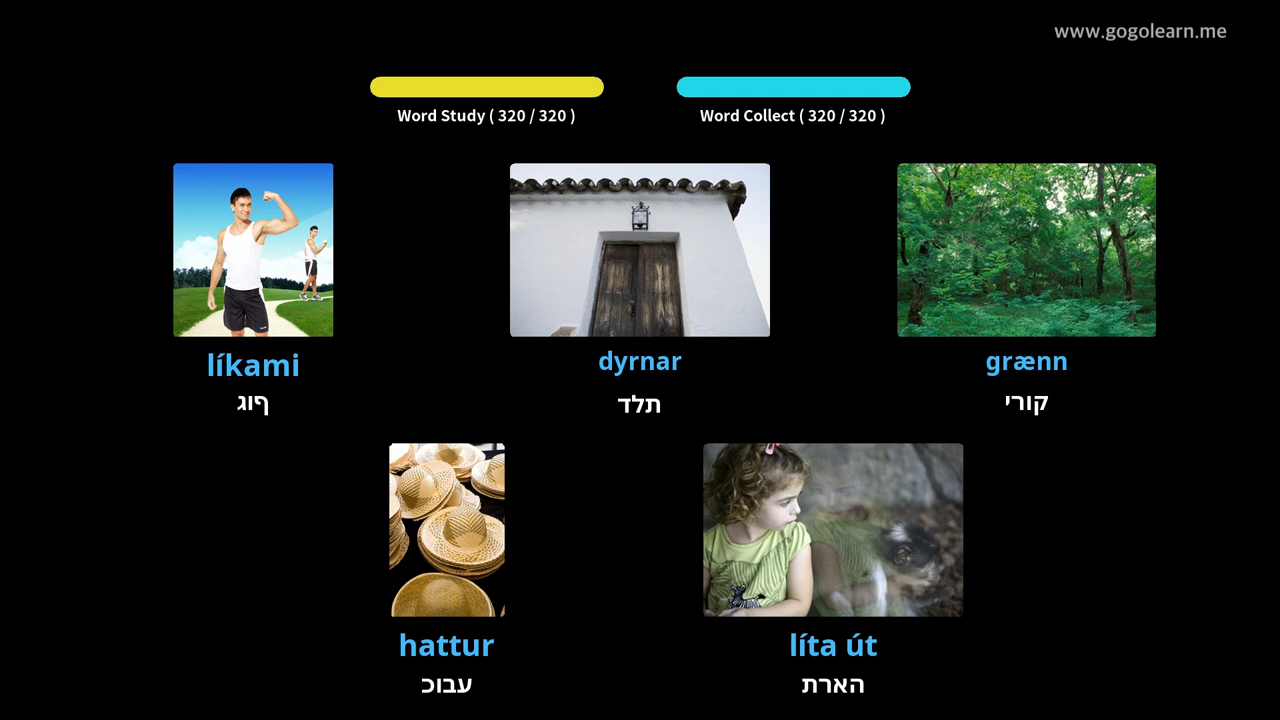 www.gogolearn.me
Word Study ( 320 / 320 )
Word Collect ( 320 / 320 )
líkami
ףוג
dyrnar
תלד
grænn
קורי
hattur
עבוכ
líta út
הארת